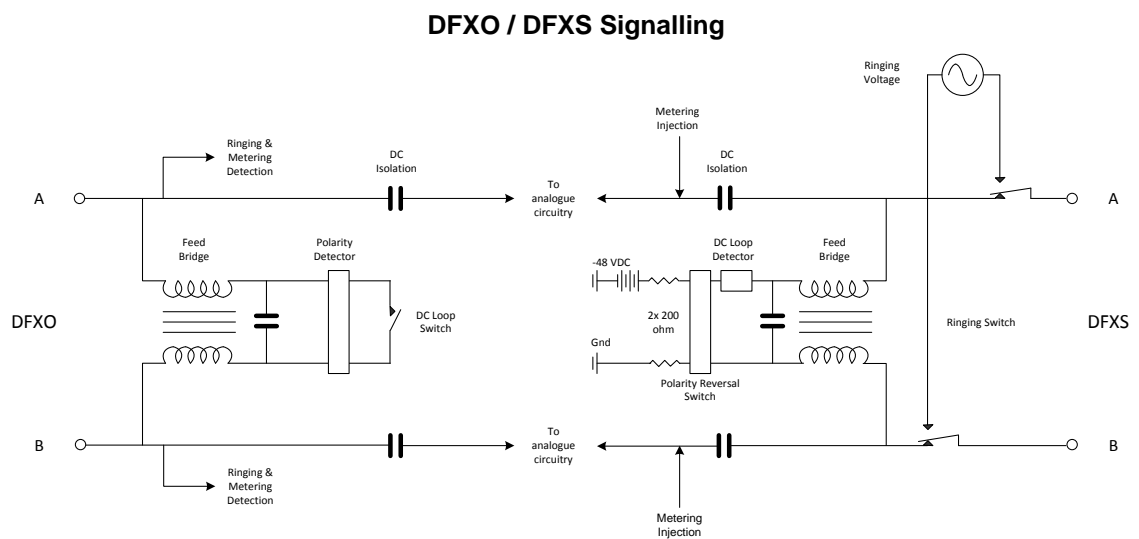 DFXO / DFXS Signalling
Ringing
Voltage
Metering
Injection
Ringing &
Metering
Detection
DC
Isolation
DC
Isolation
A
To
analogue
circuitry
A
Feed
Bridge
Polarity
Detector
-48 VDC
DC Loop
Detector
Feed
Bridge
DFXO
DC Loop
Switch
2x 200
ohm
Ringing Switch
DFXS
Gnd
Polarity Reversal
Switch
B
To
analogue
circuitry
B
Ringing &
Metering
Detection
Metering
Injection